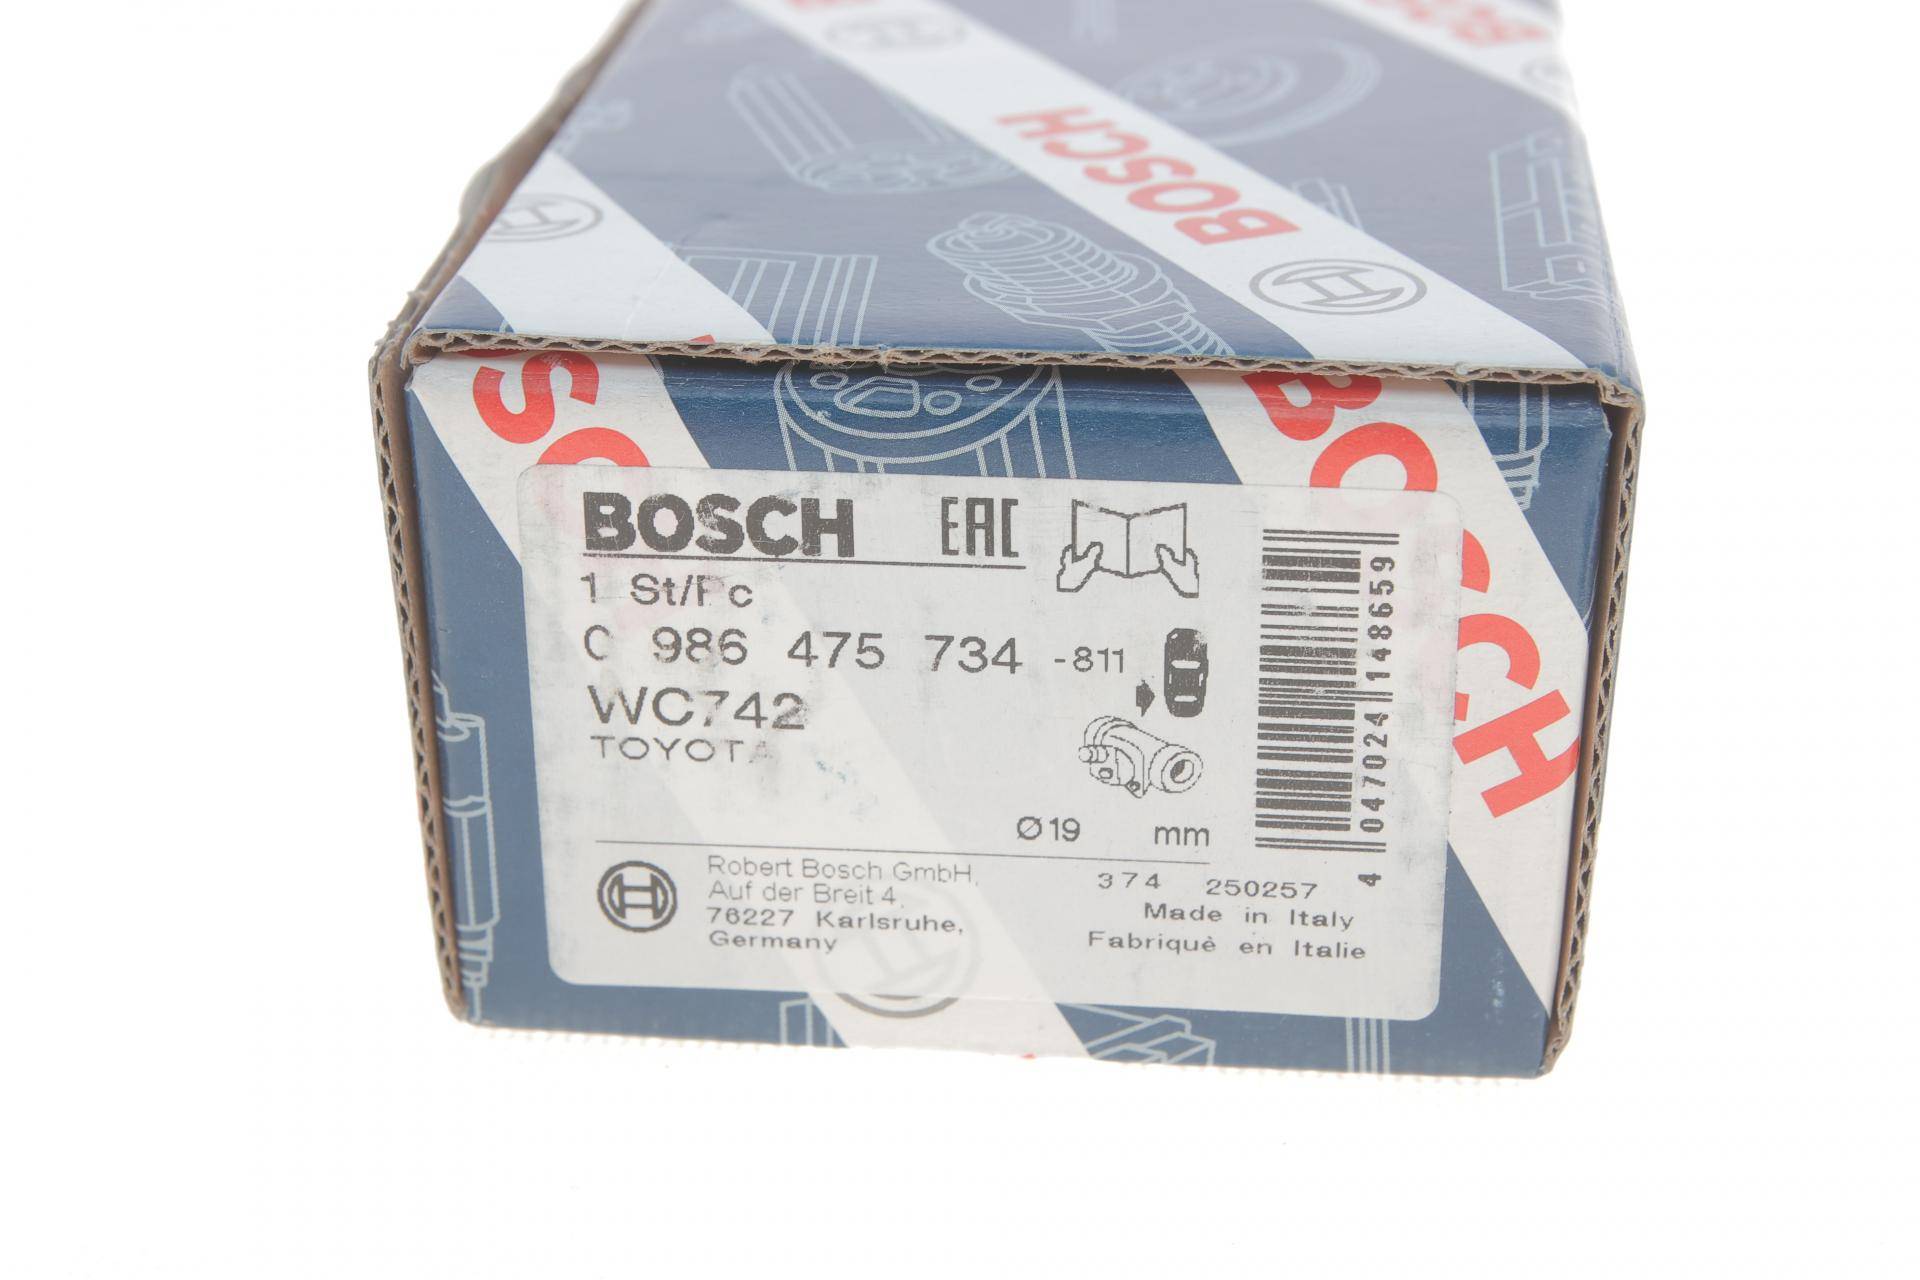 BOSCH
BOSCH
BOSCH
BOSCH EAC
1 St/Pc
0 986 475 734 -811
WC742
TOYOTA
Ø19 mm
4 047024 148659
Robert Bosch GmbH,
Auf der Breit 4,
76227 Karlsruhe,
Germany
374 250257
Made in Italy
Fabriquè en Italie